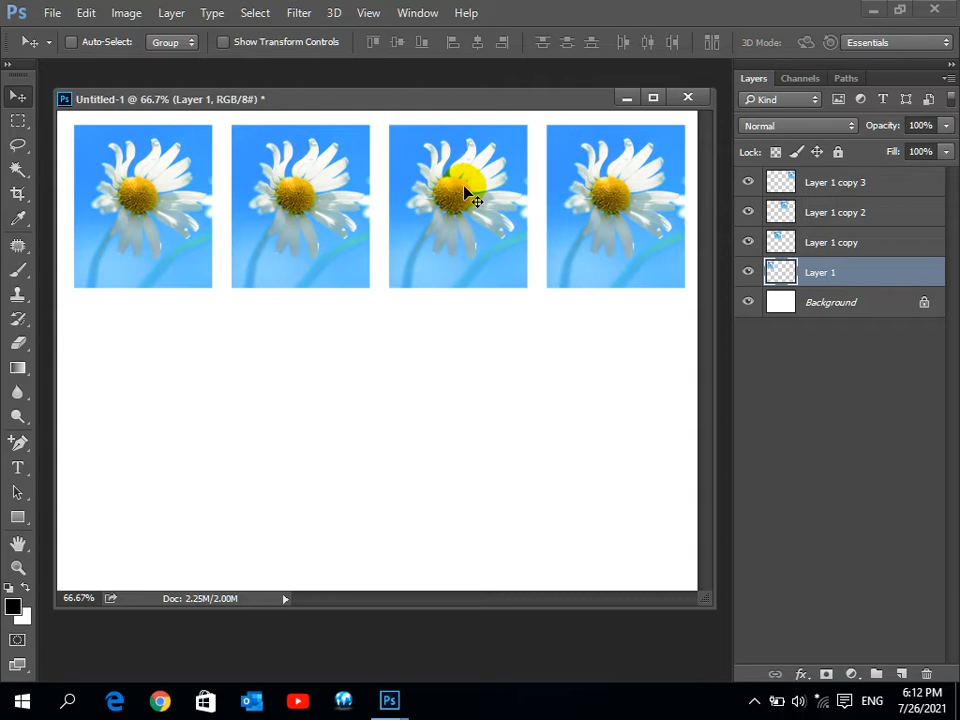 Ps File Edit Image Layer Type Select Filter 3D View Window Help
Auto-Select: Group Show Transform Controls 3D Mode: Essentials
Ps Untitled-1 @ 66.7% (Layer 1, RGB/8#) *
Layers Channels Paths
Kind T
Normal Opacity: 100%
Lock: Fill: 100%
Layer 1 copy 3
Layer 1 copy 2
Layer 1 copy
Layer 1
Background
T
66.67% Doc: 2.25M/2.00M
fx
Ps ENG 6:12 PM
7/26/2021